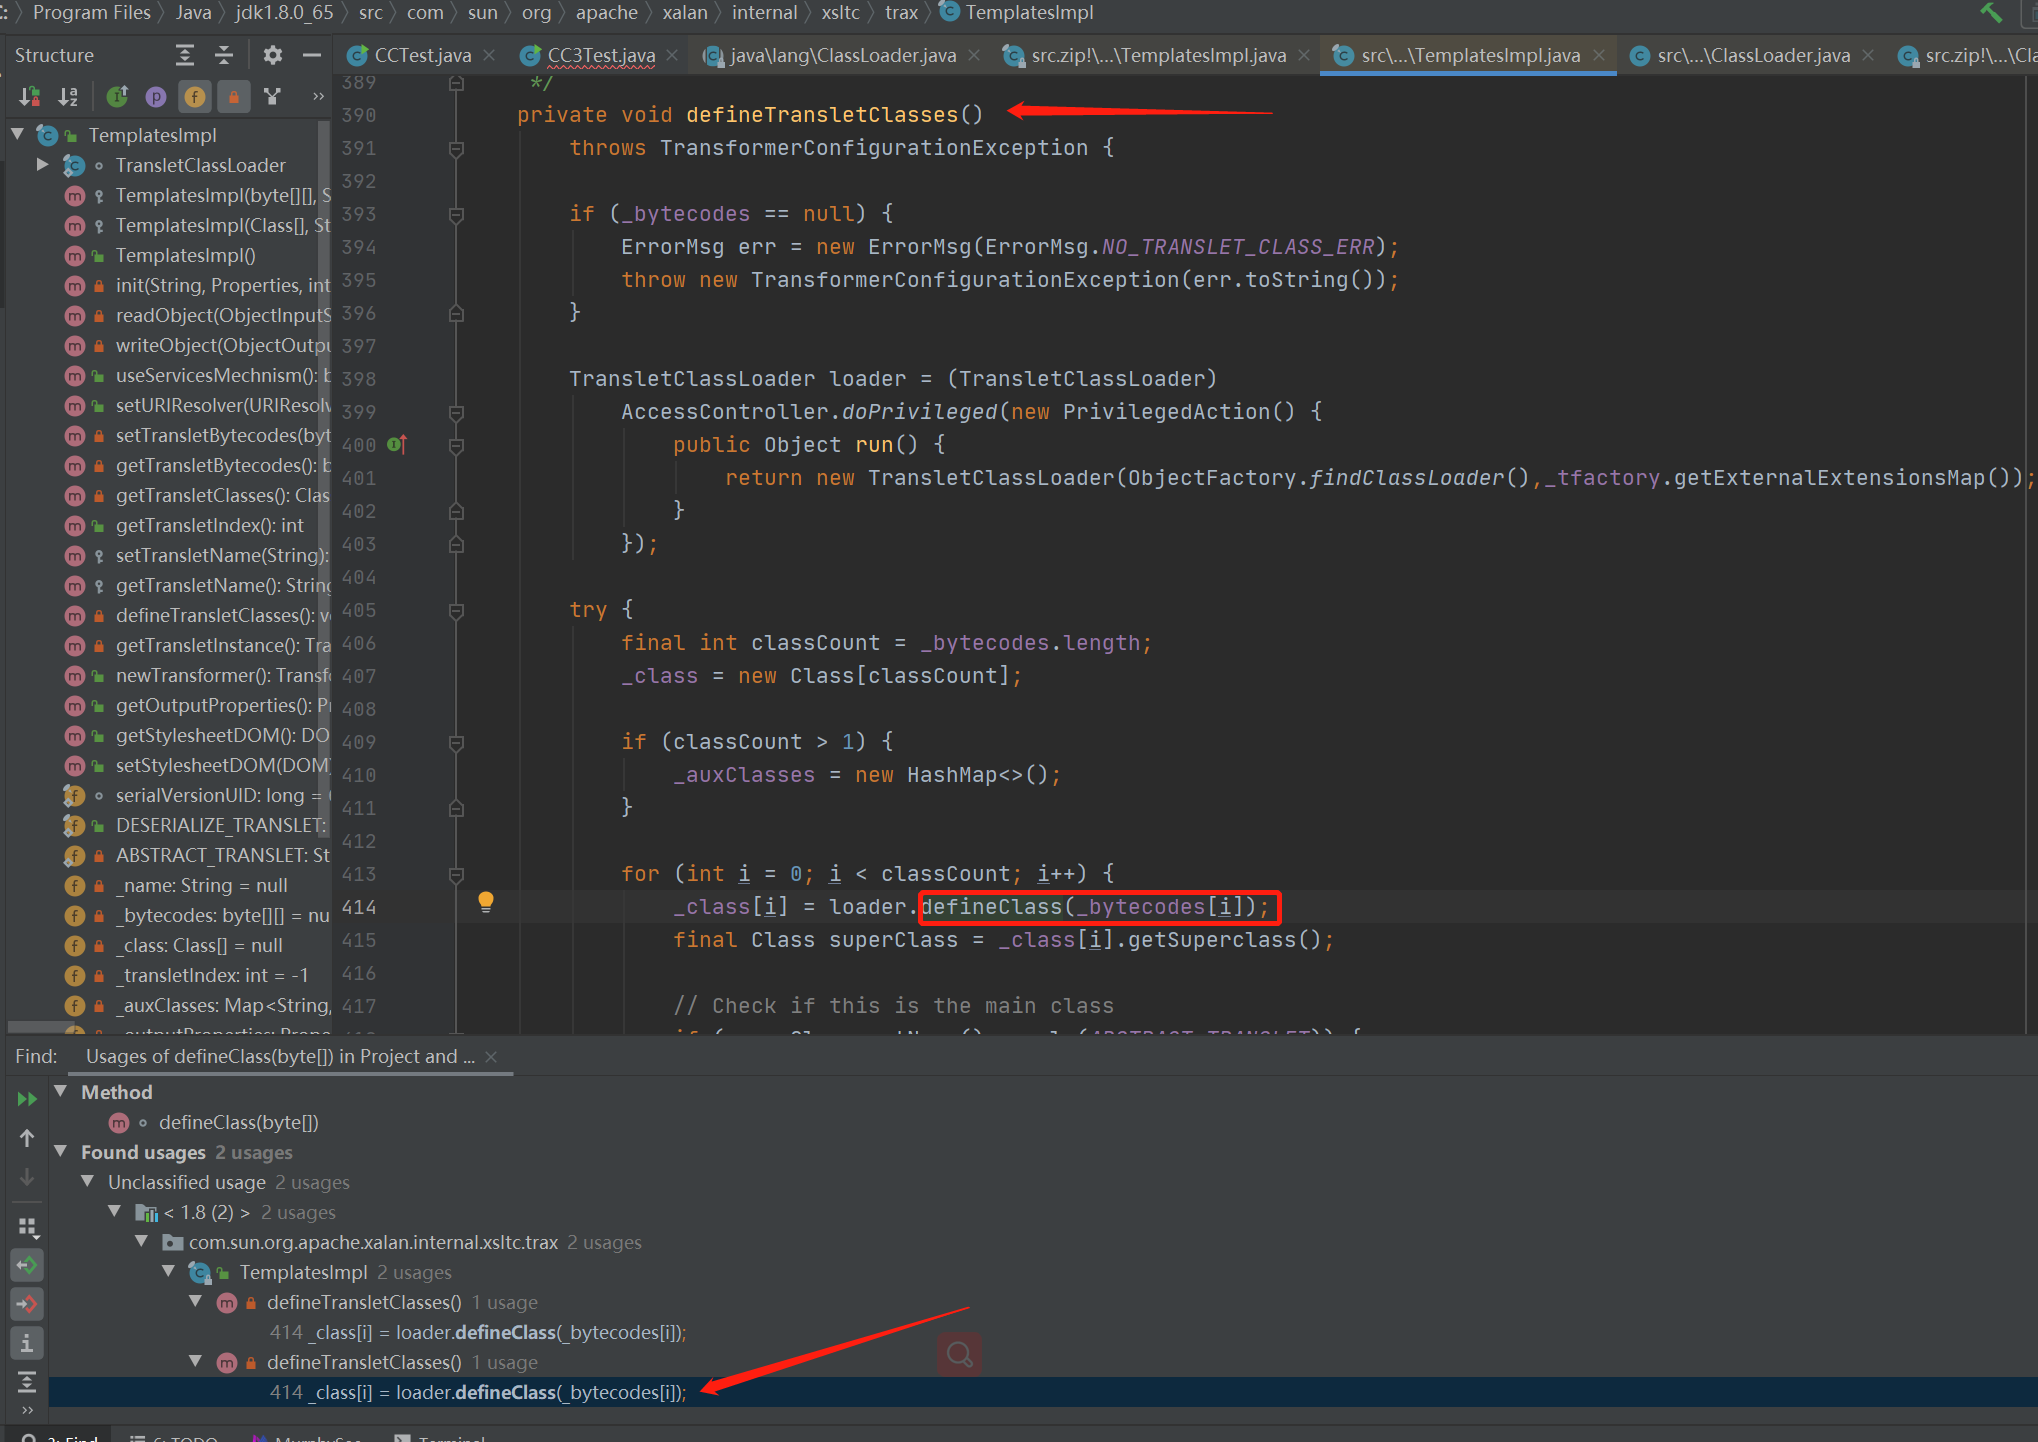 Program Files Java jdk1.8.0_65 src com sun org apache xalan internal xsltc trax TemplatesImpl
Structure
CCTest.java CC3Test.java java\lang\ClassLoader.java src.zip!\...\TemplatesImpl.java src\...\TemplatesImpl.java src\...\ClassLoader.java src.zip!\...\Cla
TemplatesImpl
TransletClassLoader
TemplatesImpl(byte[][], S
TemplatesImpl(Class[], St
TemplatesImpl()
init(String, Properties, int
readObject(ObjectInputS
writeObject(ObjectOutpu
useServicesMechnism(): b
setURIResolver(URIResolv
setTransletBytecodes(byt
getTransletBytecodes(): b
getTransletClasses(): Clas
getTransletIndex(): int
setTransletName(String):
getTransletName(): String
defineTransletClasses(): v
getTransletInstance(): Tra
newTransformer(): Transf
getOutputProperties(): Pr
getStylesheetDOM(): DO
setStylesheetDOM(DOM)
serialVersionUID: long = 
DESERIALIZE_TRANSLET:
ABSTRACT_TRANSLET: St
_name: String = null
_bytecodes: byte[][] = nu
_class: Class[] = null
_transletIndex: int = -1
_auxClasses: Map<String,
_outputProperties: Prope
389 */
390 private void defineTransletClasses()
391 throws TransformerConfigurationException {
392
393 if (_bytecodes == null) {
394 ErrorMsg err = new ErrorMsg(ErrorMsg.NO_TRANSLET_CLASS_ERR);
395 throw new TransformerConfigurationException(err.toString());
396 }
397
398 TransletClassLoader loader = (TransletClassLoader)
399 AccessController.doPrivileged(new PrivilegedAction() {
400 public Object run() {
401 return new TransletClassLoader(ObjectFactory.findClassLoader(),_tfactory.getExternalExtensionsMap());
402 }
403 });
404
405 try {
406 final int classCount = _bytecodes.length;
407 _class = new Class[classCount];
408
409 if (classCount > 1) {
410 _auxClasses = new HashMap<>();
411 }
412
413 for (int i = 0; i < classCount; i++) {
414 _class[i] = loader.defineClass(_bytecodes[i]);
415 final Class superClass = _class[i].getSuperclass();
416
417 // Check if this is the main class
Find: Usages of defineClass(byte[]) in Project and ...
Method
defineClass(byte[])
Found usages 2 usages
Unclassified usage 2 usages
< 1.8 (2) > 2 usages
com.sun.org.apache.xalan.internal.xsltc.trax 2 usages
TemplatesImpl 2 usages
defineTransletClasses() 1 usage
414 _class[i] = loader.defineClass(_bytecodes[i]);
defineTransletClasses() 1 usage
414 _class[i] = loader.defineClass(_bytecodes[i]);
3: Find 6: TODO MurphySec Terminal